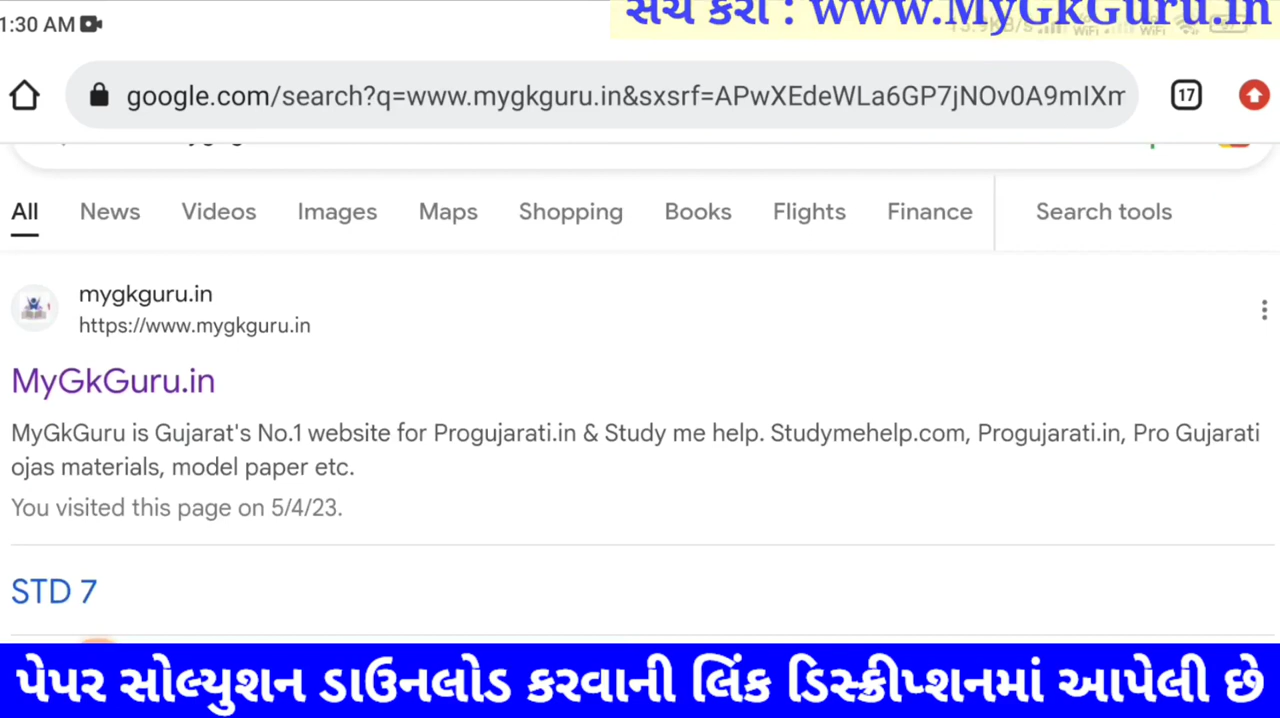 સર્ચ કરો : www.MyGkGuru.in
1:30 AM
google.com/search?q=www.mygkguru.in&sxsrf=APwXEdeWLa6GP7jNOv0A9mIXm
17
All News Videos Images Maps Shopping Books Flights Finance Search tools
mygkguru.in
https://www.mygkguru.in
MyGkGuru.in
MyGkGuru is Gujarat's No.1 website for Progujarati.in & Study me help. Studymehelp.com, Progujarati.in, Pro Gujarati
ojas materials, model paper etc.
You visited this page on 5/4/23.
STD 7
પેપર સોલ્યુશન ડાઉનલોડ કરવાની લિંક ડિસ્ક્રીપ્શનમાં આપેલી છે